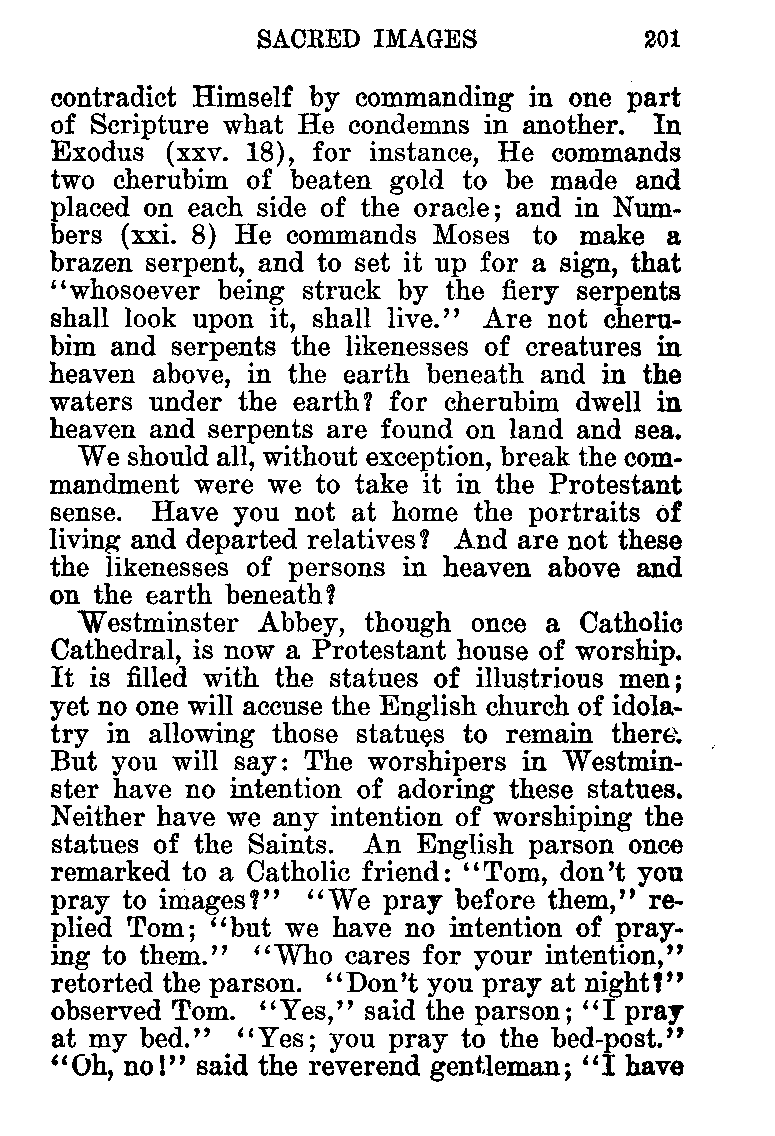 SACRED IMAGES 201
contradict Himself by commanding in one part
of Scripture what He condemns in another. In
Exodus (xxv. 18), for instance, He commands
two cherubim of beaten gold to be made and
placed on each side of the oracle; and in Num-
bers (xxi. 8) He commands Moses to make a
brazen serpent, and to set it up for a sign, that
“whosoever being struck by the fiery serpents
shall look upon it, shall live.” Are not cheru-
bim and serpents the likenesses of creatures in
heaven above, in the earth beneath and in the
waters under the earth? for cherubim dwell in
heaven and serpents are found on land and sea.
We should all, without exception, break the com-
mandment were we to take it in the Protestant
sense. Have you not at home the portraits of
living and departed relatives? And are not these
the likenesses of persons in heaven above and
on the earth beneath?
Westminster Abbey, though once a Catholic
Cathedral, is now a Protestant house of worship.
It is filled with the statues of illustrious men;
yet no one will accuse the English church of idola-
try in allowing those statues to remain there.
But you will say: The worshipers in Westmin-
ster have no intention of adoring these statues.
Neither have we any intention of worshiping the
statues of the Saints. An English parson once
remarked to a Catholic friend: “Tom, don’t you
pray to images?” “We pray before them,” re-
plied Tom; “but we have no intention of pray-
ing to them.” “Who cares for your intention,”
retorted the parson. “Don’t you pray at night?”
observed Tom. “Yes,” said the parson; “I pray
at my bed.” “Yes; you pray to the bed-post.”
“Oh, no!” said the reverend gentleman; “I have